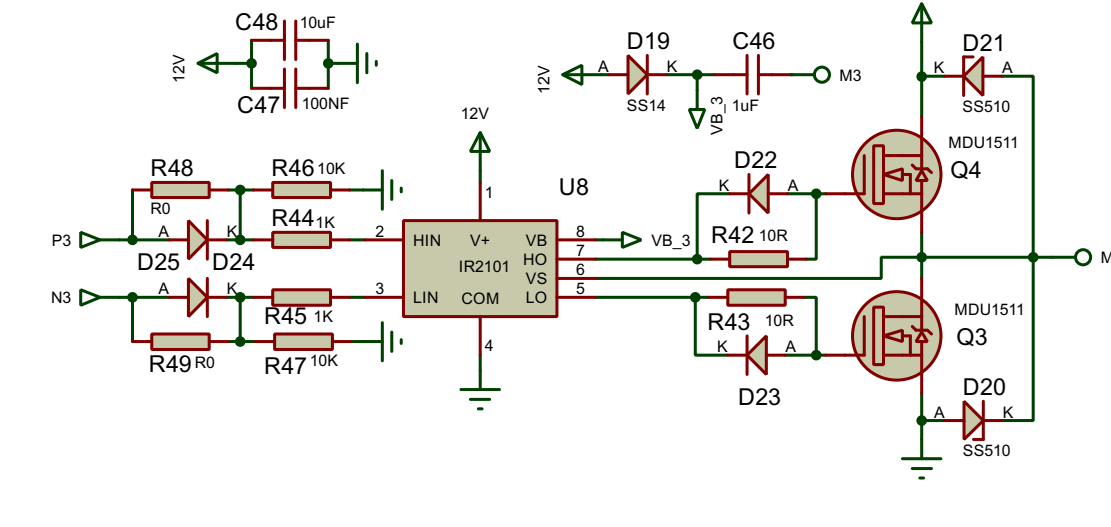 C48
10uF
12V
C47
100NF
D19
C46
12V
A
K
M3
SS14
VB_3
1uF
D21
K
A
SS510
12V
MDU1511
Q4
R48
R46 10K
R0
D22
K
A
1
U8
R44 1K
P3
A
K
2
HIN
V+
VB
8
VB_3
R42 10R
HO
7
D25
D24
IR2101
VS
6
M
N3
A
K
3
LIN
COM
LO
5
R45 1K
R43
10R
MDU1511
Q3
R49 R0
R47 10K
4
K
A
D23
D20
A
K
SS510